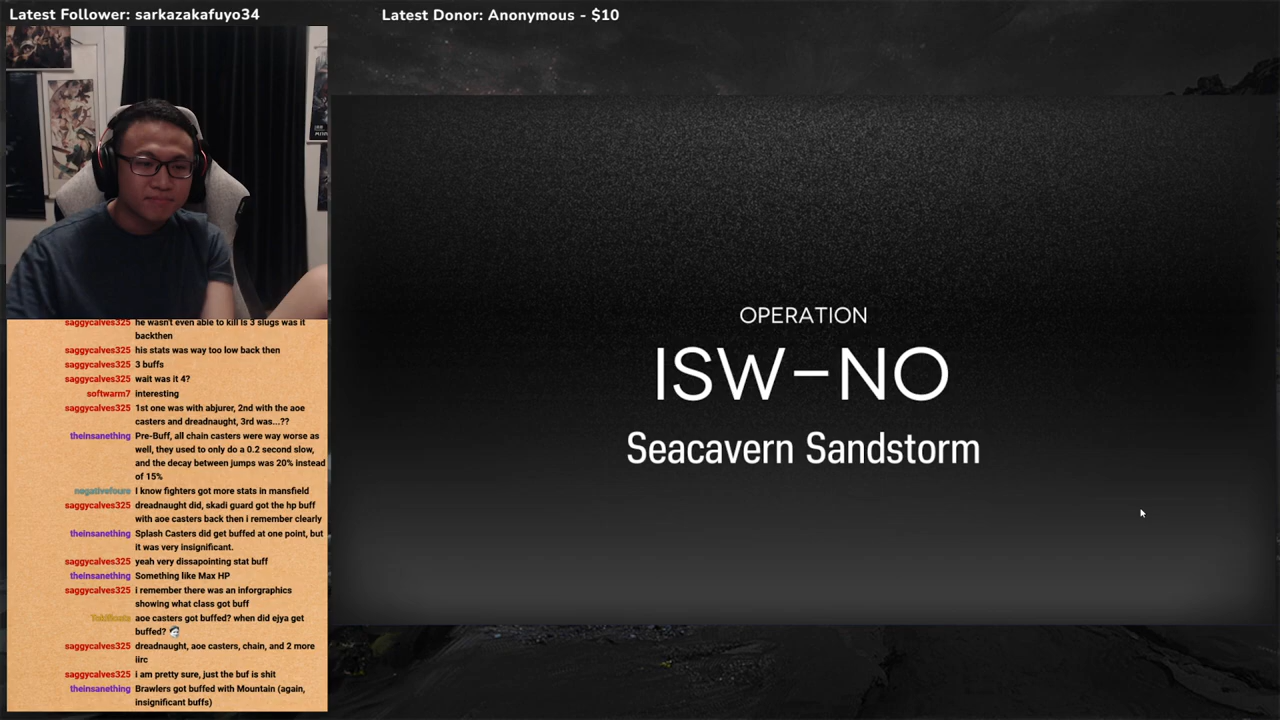 Latest Follower: sarkazakafuyo34
Latest Donor: Anonymous - $10
OPERATION
ISW-NO
Seacavern Sandstorm
saggycalves325 he wasn't even able to kill is 3 slugs was it
backthen
saggycalves325 his stats was way too low back then
saggycalves325 3 buffs
saggycalves325 wait was it 4?
softwarm7 interesting
saggycalves325 1st one was with abjurer, 2nd with the aoe
casters and dreadnaught, 3rd was...??
theinsanething Pre-Buff, all chain casters were way worse as
well, they used to only do a 0.2 second slow,
and the decay between jumps was 20% instead
of 15%
I know fighters got more stats in mansfield
saggycalves325 dreadnaught did, skadi guard got the hp buff
with aoe casters back then i remember clearly
theinsanething Splash Casters did get buffed at one point, but
it was very insignificant.
saggycalves325 yeah very dissapointing stat buff
theinsanething Something like Max HP
saggycalves325 i remember there was an inforgraphics
showing what class got buff
aoe casters got buffed? when did ejya get
buffed?
saggycalves325 dreadnaught, aoe casters, chain, and 2 more
iirc
saggycalves325 i am pretty sure, just the buf is shit
theinsanething Brawlers got buffed with Mountain (again,
insignificant buffs)